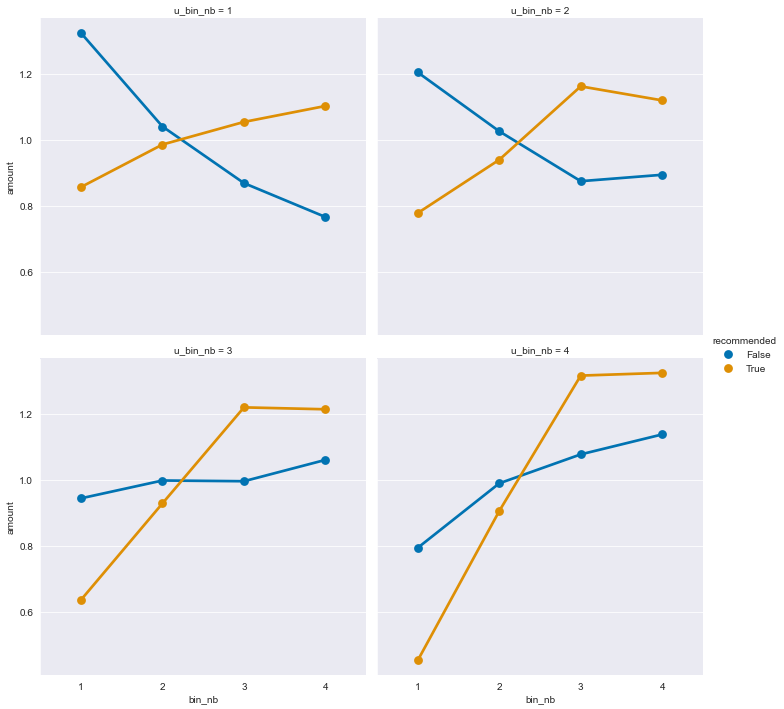 u_bin_nb = 1
u_bin_nb = 2
1.2
1.0
0.8
0.6
amount
u_bin_nb = 3
u_bin_nb = 4
recommended
False
True
1.2
1.0
0.8
0.6
amount
1 2 3 4
1 2 3 4
bin_nb
bin_nb